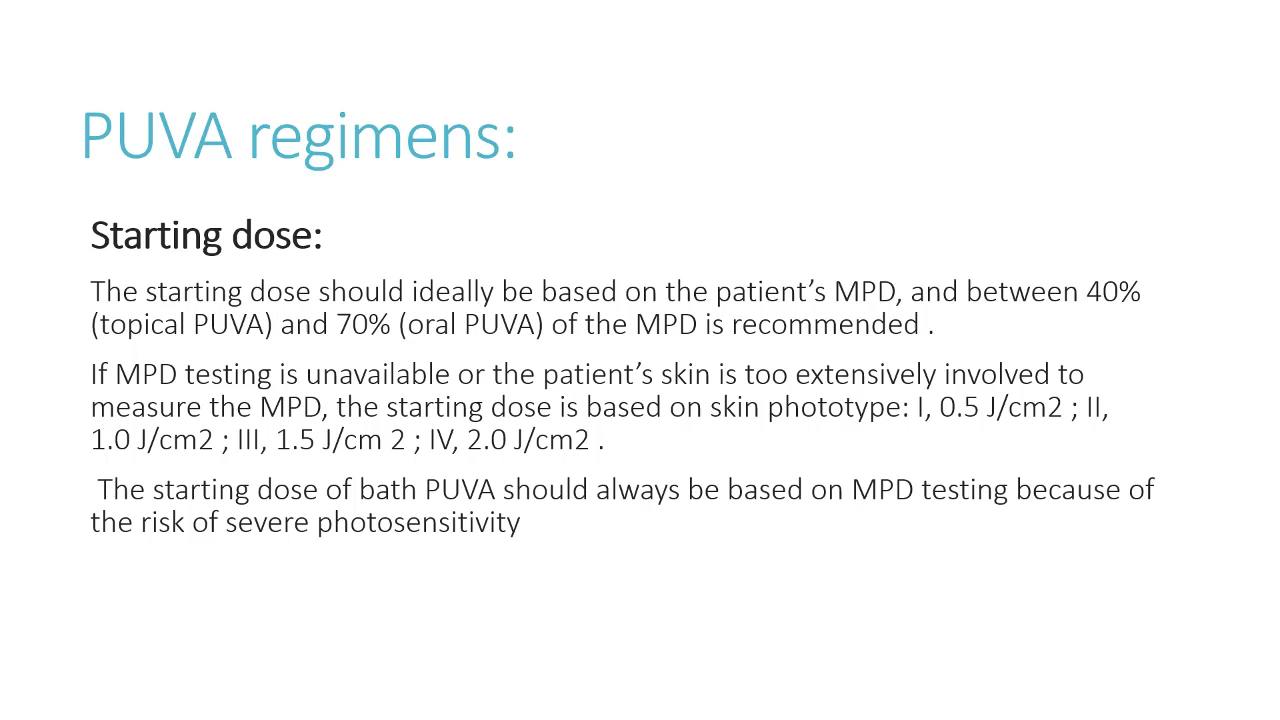 PUVA regimens:
Starting dose:
The starting dose should ideally be based on the patient’s MPD, and between 40%
(topical PUVA) and 70% (oral PUVA) of the MPD is recommended .
If MPD testing is unavailable or the patient’s skin is too extensively involved to
measure the MPD, the starting dose is based on skin phototype: I, 0.5 J/cm2 ; II,
1.0 J/cm2 ; III, 1.5 J/cm 2 ; IV, 2.0 J/cm2 .
The starting dose of bath PUVA should always be based on MPD testing because of
the risk of severe photosensitivity